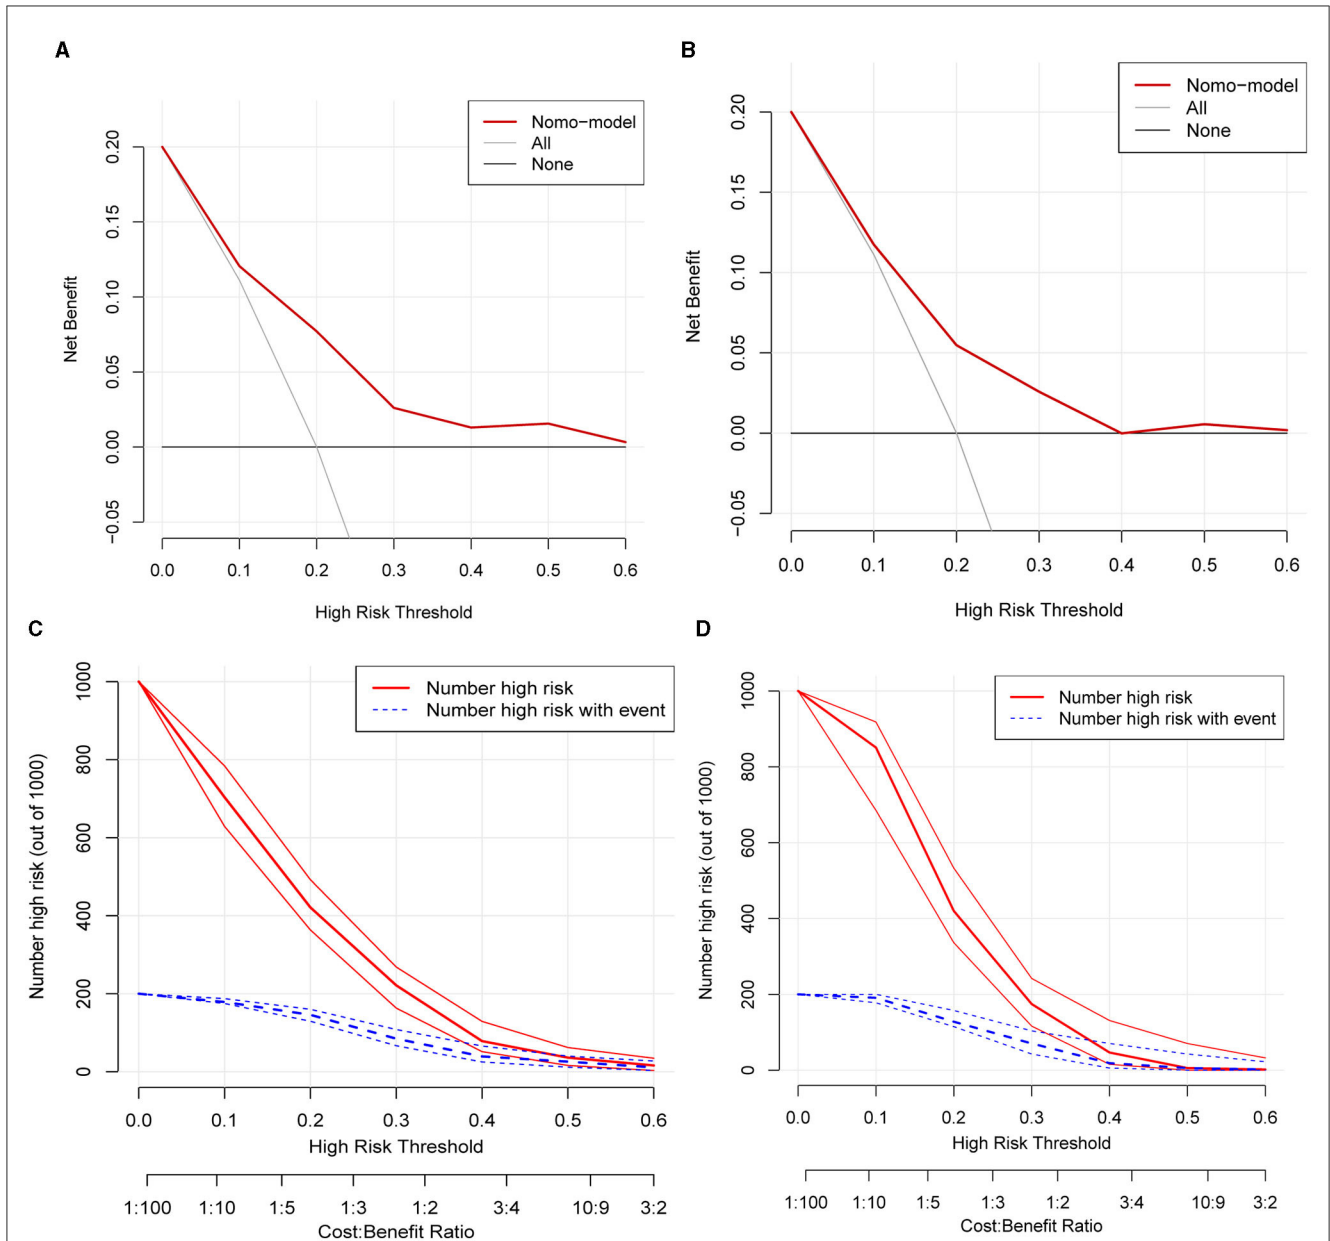 A
Nomo−model
All
None
Net Benefit
0.20
0.15
0.10
0.05
0.00
−0.05
0.0 0.1 0.2 0.3 0.4 0.5 0.6
High Risk Threshold
B
Nomo−model
All
None
Net Benefit
0.20
0.15
0.10
0.05
0.00
−0.05
0.0 0.1 0.2 0.3 0.4 0.5 0.6
High Risk Threshold
C
Number high risk
Number high risk with event
Number high risk (out of 1000)
1000
800
600
400
200
0
0.0 0.1 0.2 0.3 0.4 0.5 0.6
High Risk Threshold
1:100 1:10 1:5 1:3 1:2 3:4 10:9 3:2
Cost:Benefit Ratio
D
Number high risk
Number high risk with event
Number high risk (out of 1000)
1000
800
600
400
200
0
0.0 0.1 0.2 0.3 0.4 0.5 0.6
High Risk Threshold
1:100 1:10 1:5 1:3 1:2 3:4 10:9 3:2
Cost:Benefit Ratio